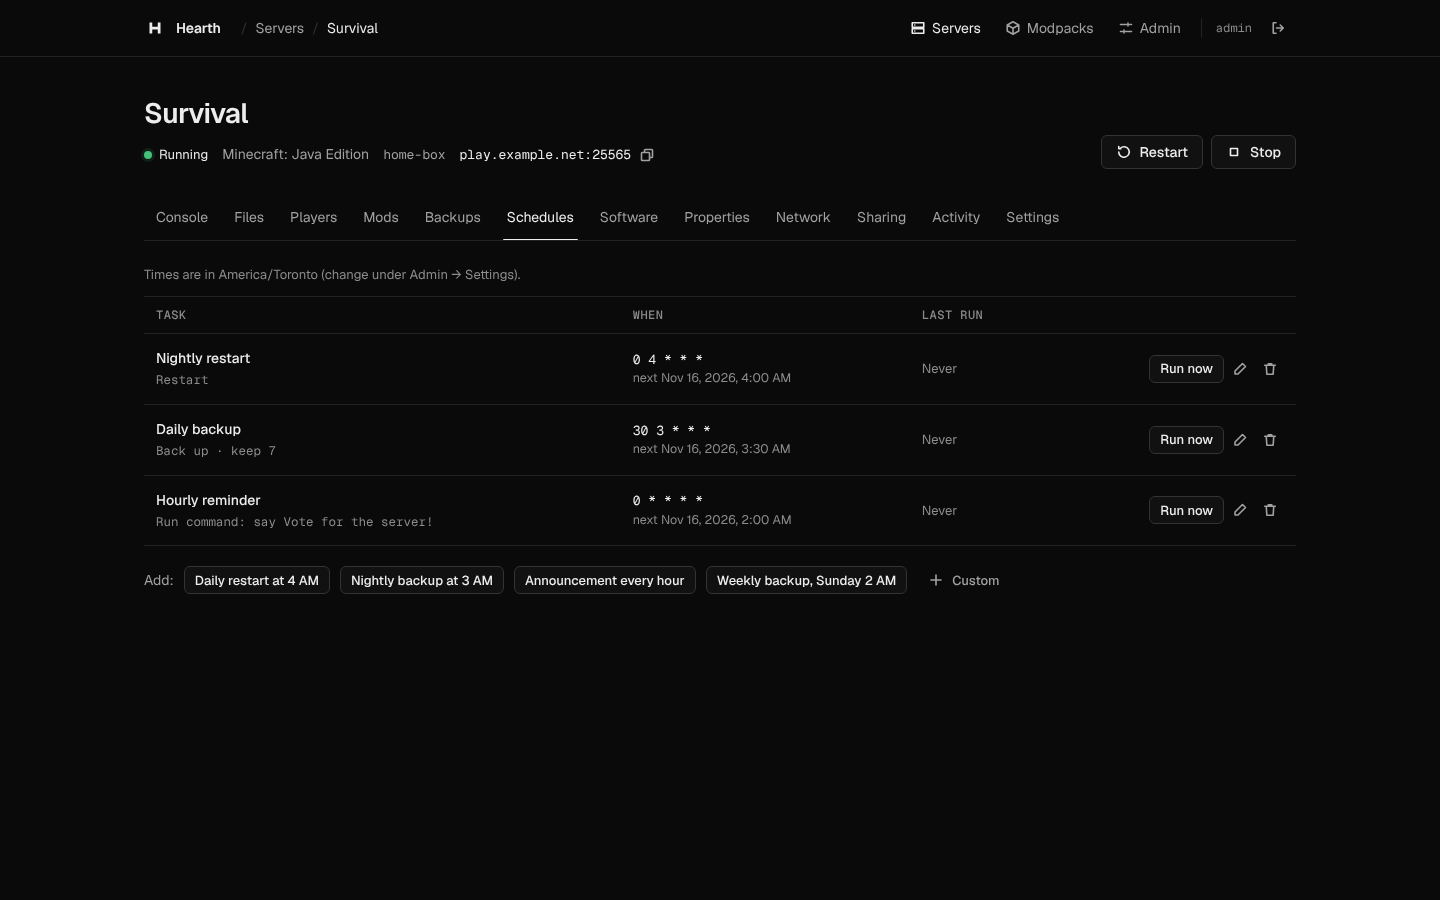 H Hearth / Servers / Survival Servers Modpacks Admin admin
Survival
Running Minecraft: Java Edition home-box play.example.net:25565 Restart Stop
Console Files Players Mods Backups Schedules Software Properties Network Sharing Activity Settings
Times are in America/Toronto (change under Admin → Settings).
TASK WHEN LAST RUN
Nightly restart 0 4 * * * Never Run now
Restart next Nov 16, 2026, 4:00 AM
Daily backup 30 3 * * * Never Run now
Back up · keep 7 next Nov 16, 2026, 3:30 AM
Hourly reminder 0 * * * * Never Run now
Run command: say Vote for the server! next Nov 16, 2026, 2:00 AM
Add: Daily restart at 4 AM Nightly backup at 3 AM Announcement every hour Weekly backup, Sunday 2 AM + Custom